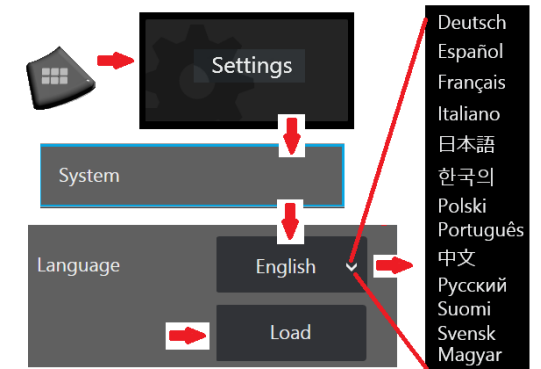 Settings
System
Language
English
Load
Deutsch
Español
Français
Italiano
日本語
한국의
Polski
Português
中文
Русский
Suomi
Svensk
Magyar